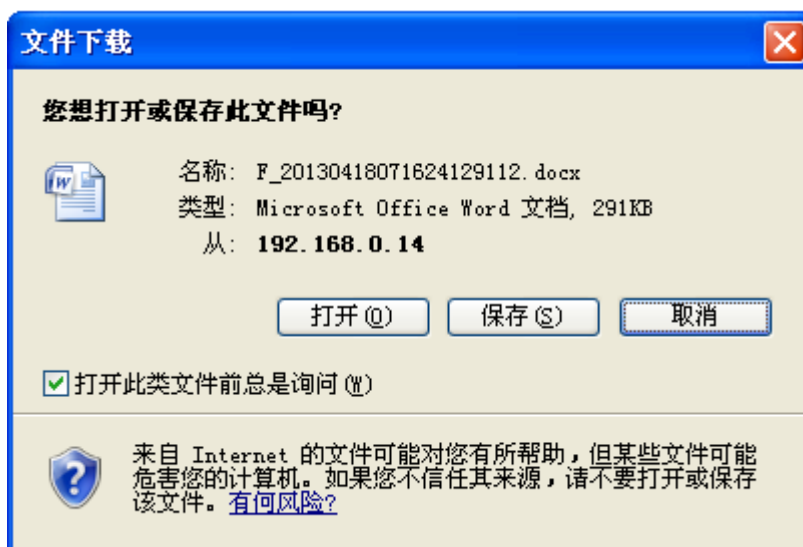 文件下载
您想打开或保存此文件吗?
名称: F_20130418071624129112.docx
类型: Microsoft Office Word 文档, 291KB
从: 192.168.0.14
打开(O) 保存(S) 取消
打开此类文件前总是询问(W)
来自 Internet 的文件可能对您有所帮助，但某些文件可能
危害您的计算机。如果您不信任其来源，请不要打开或保存
该文件。有何风险?